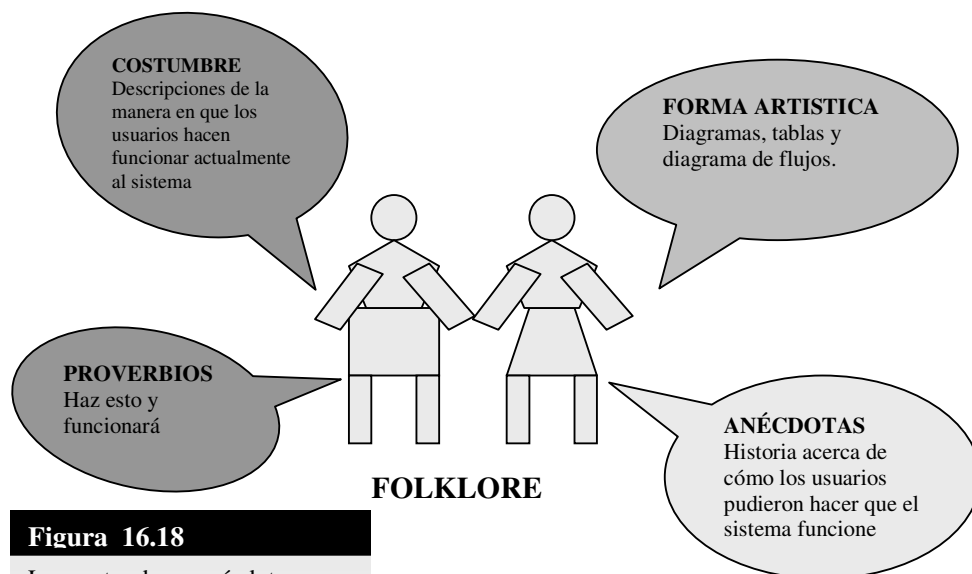 COSTUMBRE
Descripciones de la
manera en que los
usuarios hacen
funcionar actualmente
al sistema
FORMA ARTISTICA
Diagramas, tablas y
diagrama de flujos.
PROVERBIOS
Haz esto y
funcionará
ANÉCDOTAS
Historia acerca de
cómo los usuarios
pudieron hacer que el
sistema funcione
FOLKLORE
Figura 16.18